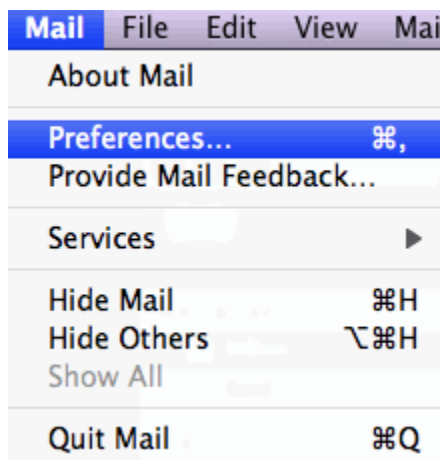 Mail File Edit View Mai
About Mail
Preferences... ⌘,
Provide Mail Feedback...
Services ▶
Hide Mail ⌘H
Hide Others ⌥⌘H
Show All
Quit Mail ⌘Q